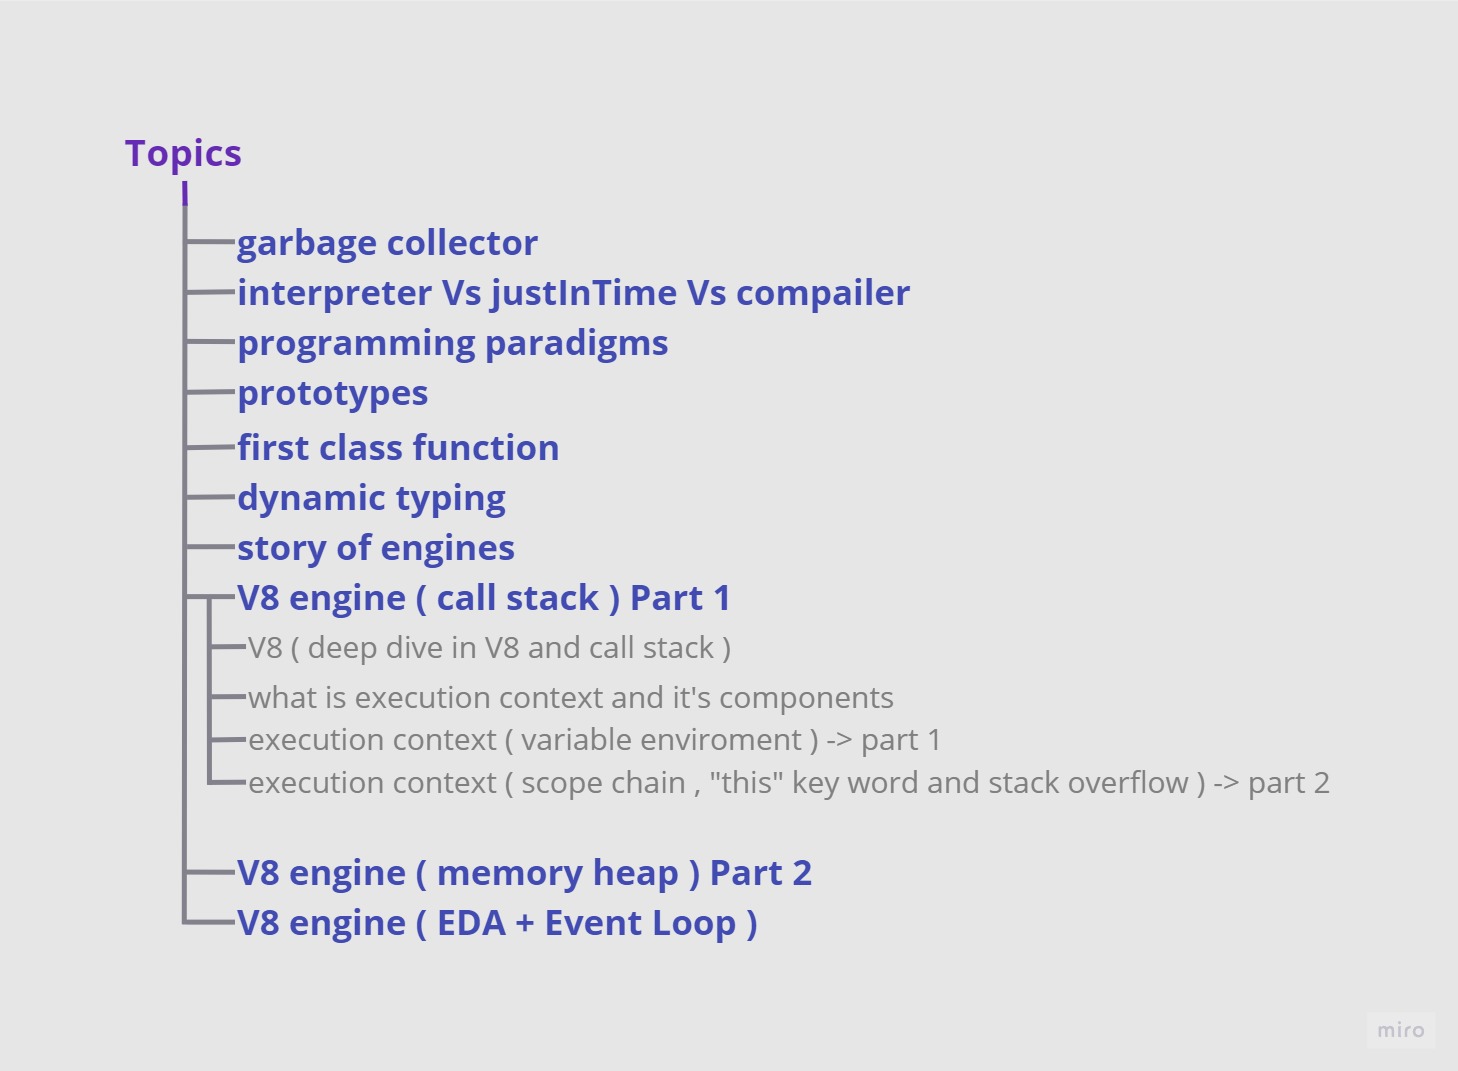 Topics
garbage collector
interpreter Vs justInTime Vs compailer
programming paradigms
prototypes
first class function
dynamic typing
story of engines
V8 engine ( call stack ) Part 1
V8 ( deep dive in V8 and call stack )
what is execution context and it's components
execution context ( variable enviroment ) -> part 1
execution context ( scope chain , "this" key word and stack overflow ) -> part 2
V8 engine ( memory heap ) Part 2
V8 engine ( EDA + Event Loop )
miro